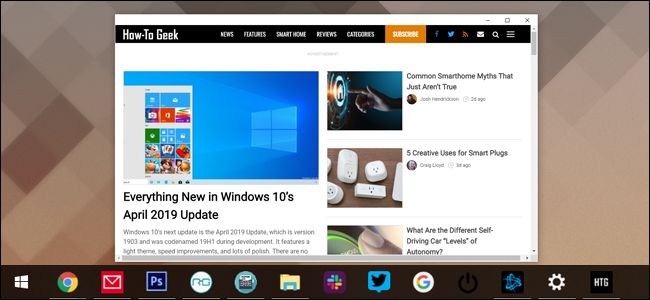 How-To Geek
NEWS FEATURES SMART HOME REVIEWS CATEGORIES SUBSCRIBE
ADVERTISEMENT
Everything New in Windows 10's
April 2019 Update
Windows 10's next update is the April 2019 Update, which is version
1903 and was codenamed 19H1 during development. It features a
light theme, speed improvements, and lots of polish. There are no
Common Smarthome Myths That
Just Aren't True
Josh Hendrickson 2d ago
5 Creative Uses for Smart Plugs
Craig Lloyd 3d ago
What Are the Different Self-
Driving Car "Levels" of
Autonomy?
Ps RG G HTG